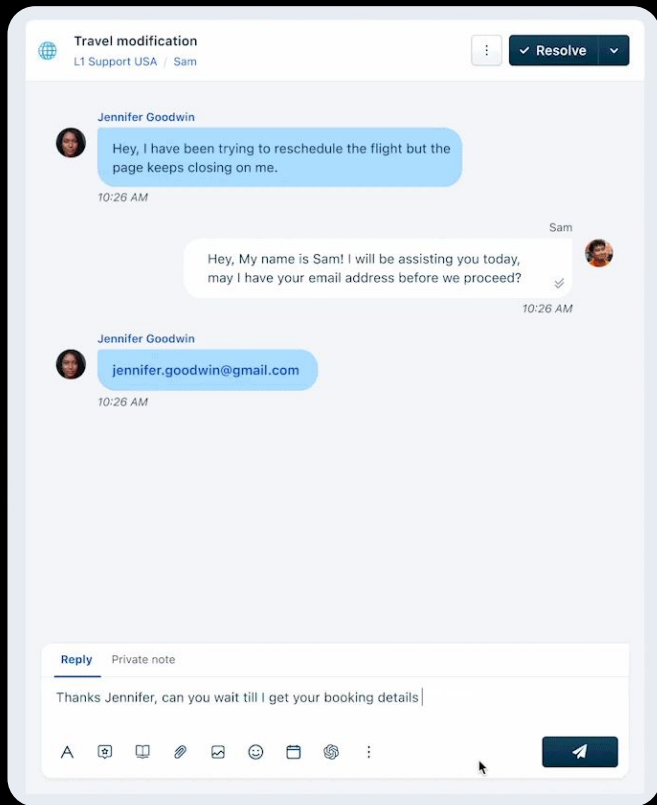 Travel modification
L1 Support USA / Sam
Resolve
Jennifer Goodwin
Hey, I have been trying to reschedule the flight but the
page keeps closing on me.
10:26 AM
Sam
Hey, My name is Sam! I will be assisting you today,
may I have your email address before we proceed?
10:26 AM
Jennifer Goodwin
jennifer.goodwin@gmail.com
10:26 AM
Reply Private note
Thanks Jennifer, can you wait till I get your booking details